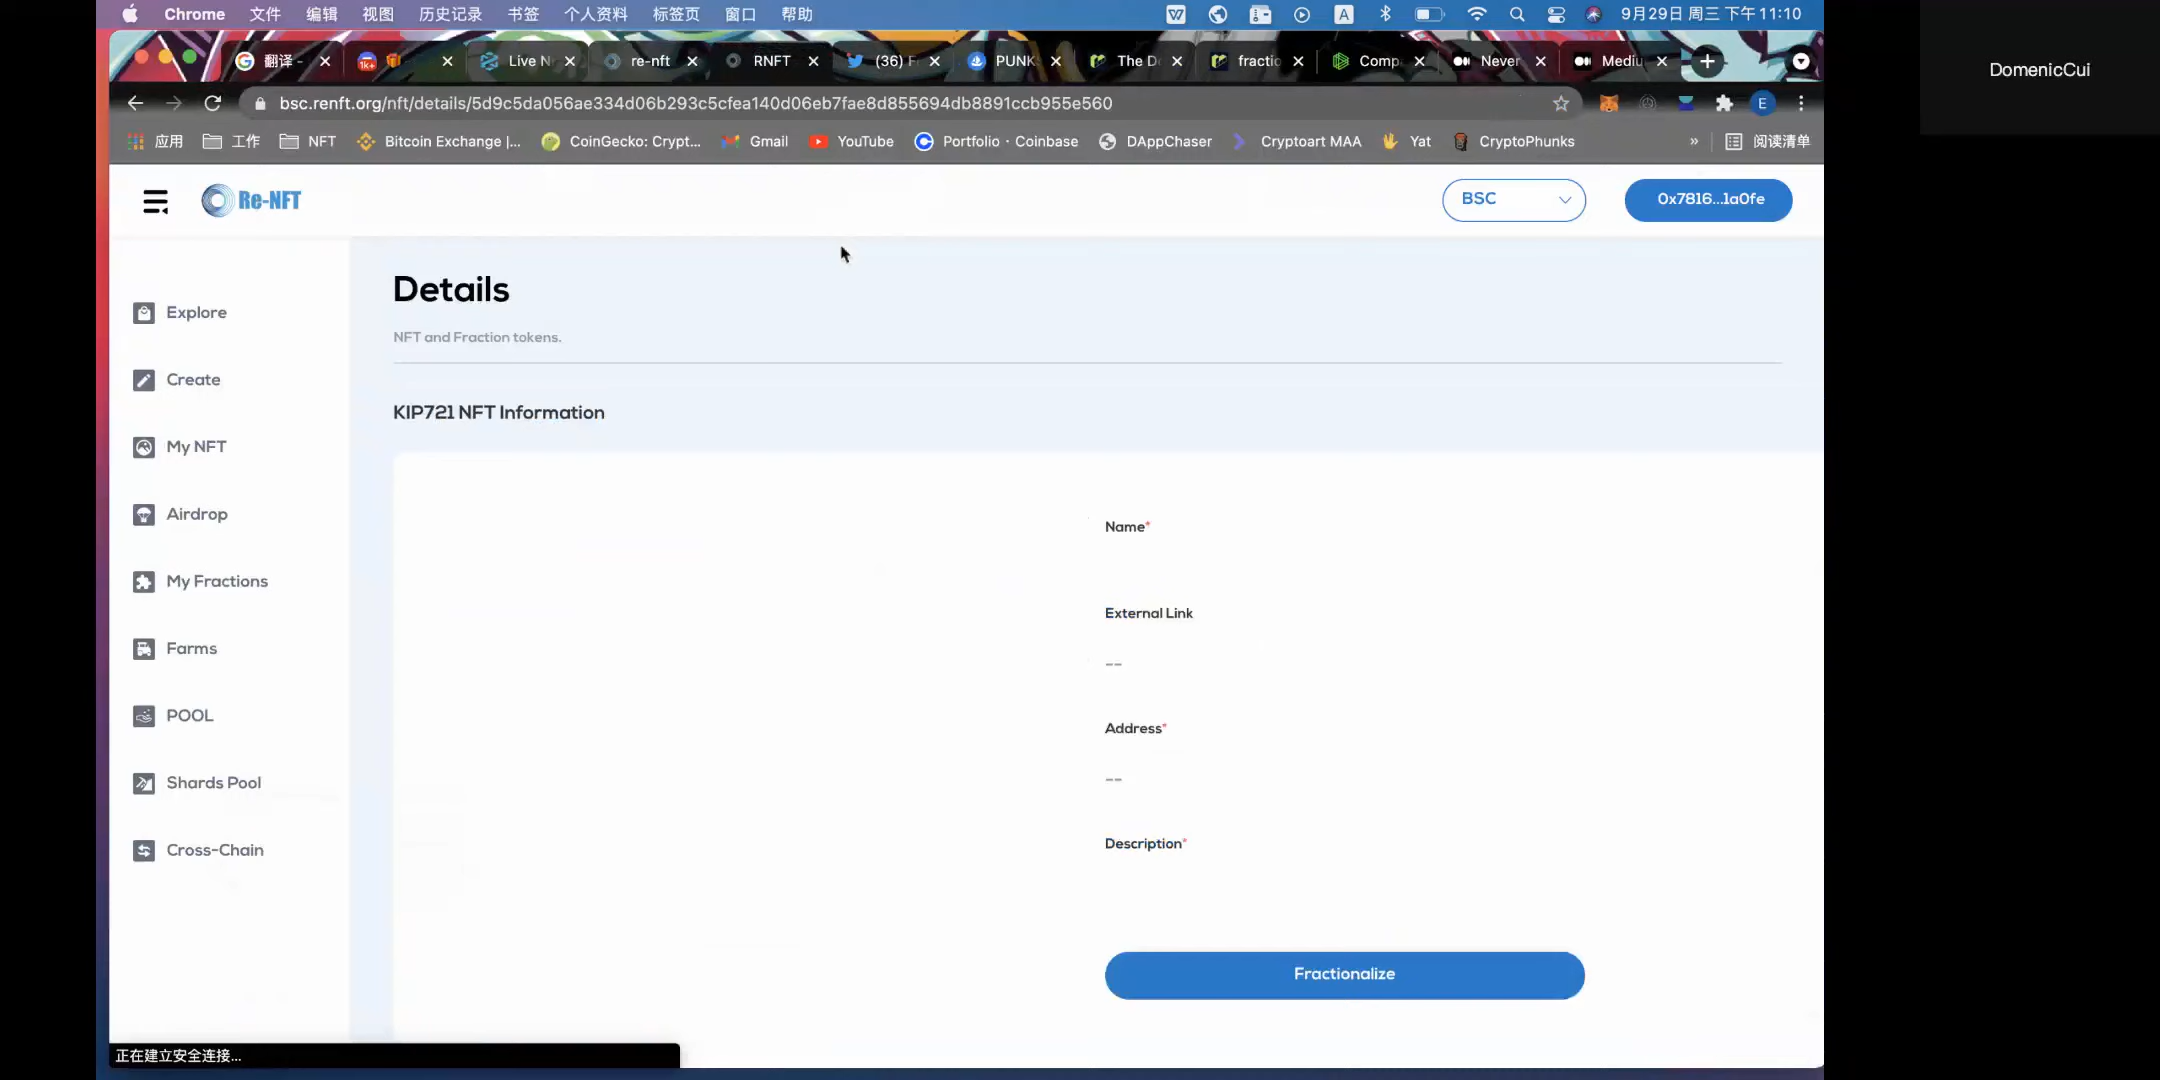 Chrome 文件 编辑 视图 历史记录 书签 个人资料 标签页 窗口 帮助 W A 9月29日 周三 下午11:10
翻译 - 1k+ Live N re-nft RNFT (36) F PUNK The D fractio Comp Never Mediu
bsc.renft.org/nft/details/5d9c5da056ae334d06b293c5cfea140d06eb7fae8d855694db8891ccb955e560 E
应用 工作 NFT Bitcoin Exchange |... CoinGecko: Crypt... Gmail YouTube Portfolio · Coinbase DAppChaser Cryptoart MAA Yat CryptoPhunks » 阅读清单
DomenicCui
Re-NFT BSC 0x7816...1a0fe
Explore
Create
My NFT
Airdrop
My Fractions
Farms
POOL
Shards Pool
Cross-Chain
Details
NFT and Fraction tokens.
KIP721 NFT Information
Name*
External Link
--
Address*
--
Description*
Fractionalize
正在建立安全连接...